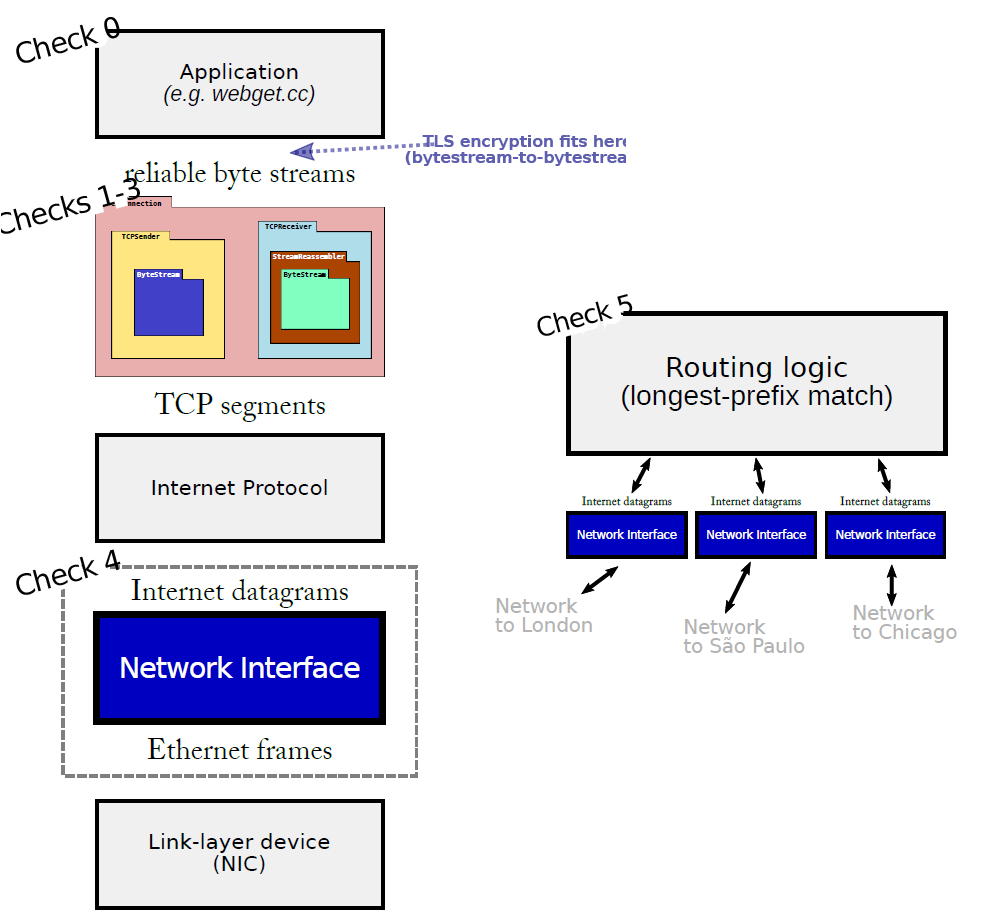 Check 0
Application
(e.g. webget.cc)
TLS encryption fits here
(bytestream-to-bytestrea
reliable byte streams
Checks 1-3
nnection
TCPSender
ByteStream
TCPReceiver
StreamReassembler
ByteStream
TCP segments
Internet Protocol
Check 4
Internet datagrams
Network Interface
Ethernet frames
Link-layer device
(NIC)
Check 5
Routing logic
(longest-prefix match)
Internet datagrams
Internet datagrams
Internet datagrams
Network Interface
Network Interface
Network Interface
Network
to London
Network
to São Paulo
Network
to Chicago